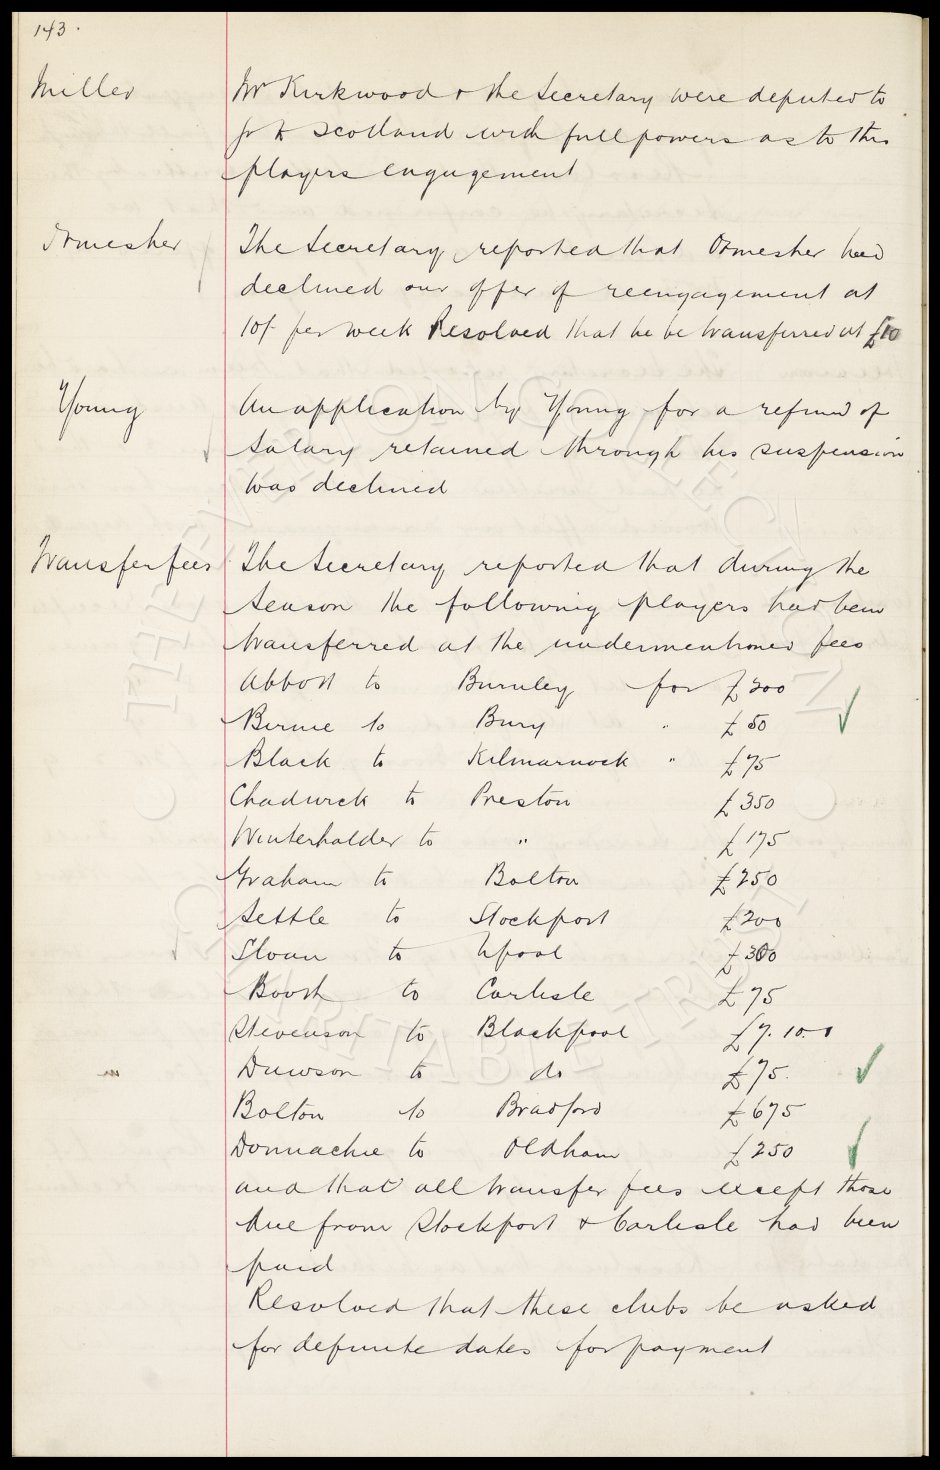 143.
Miller
Mr Kirkwood & the Secretary were deputed to
go to Scotland with full powers as to this
players engagement
Ormesher
The Secretary reported that Ormesher had
declined our offer of reengagement at
10/- per week Resolved that he be transferred at £10
Young
An application by Young for a refund of
salary retained through his suspension
was declined
Transfer fees
The Secretary reported that during the
season the following players had been
transferred at the undermentioned fees
Abbott to Burnley for £200
Birnie to Bury " £50
Black to Kilmarnock " £75
Chadwick to Preston £350
Winterhalder to " £175
Graham to Bolton £250
Settle to Stockport £200
Sloan to Lpool £300
Booth to Carlisle £75
Stevenson to Blackpool £7.10.0
Dawson to do £75.
Bolton to Bradford £675
Donnachie to Oldham £250
and that all transfer fees except those
due from Stockport & Carlisle had been
paid
Resolved that these clubs be asked
for definite dates for payment
THE EVERTON COLLECTION
CHARITABLE TRUST